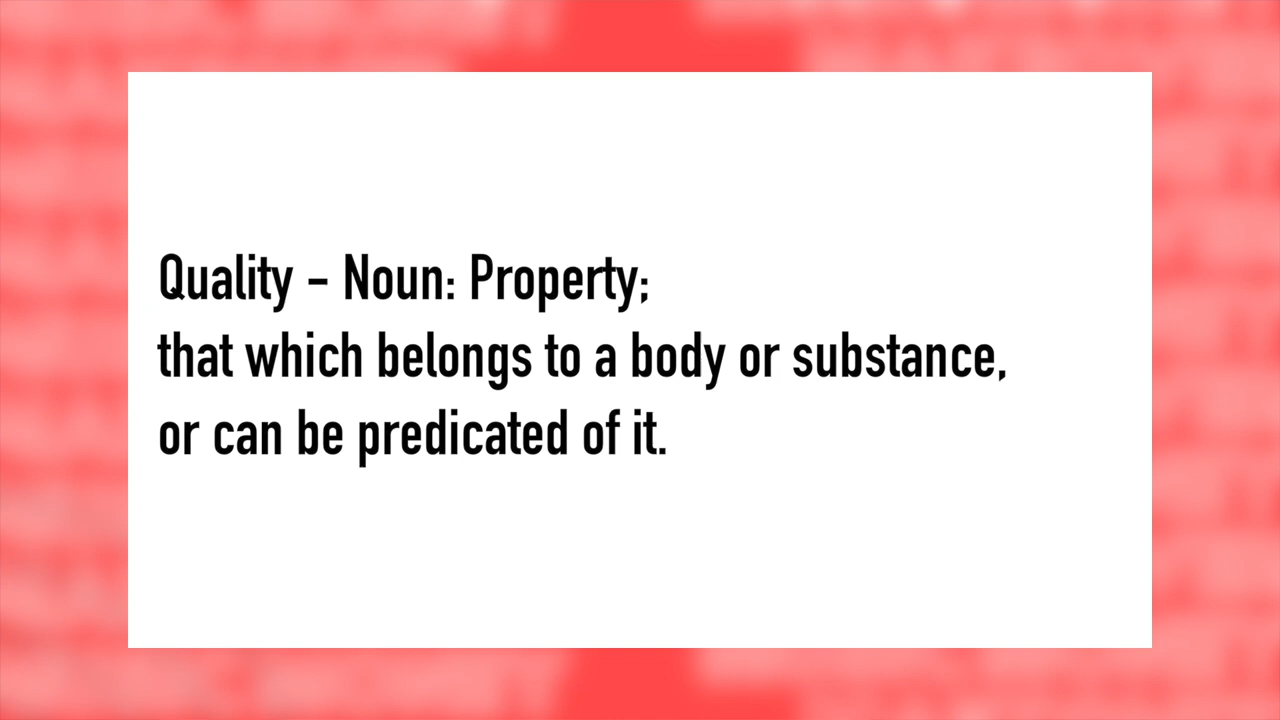 Quality – Noun: Property;
that which belongs to a body or substance,
or can be predicated of it.